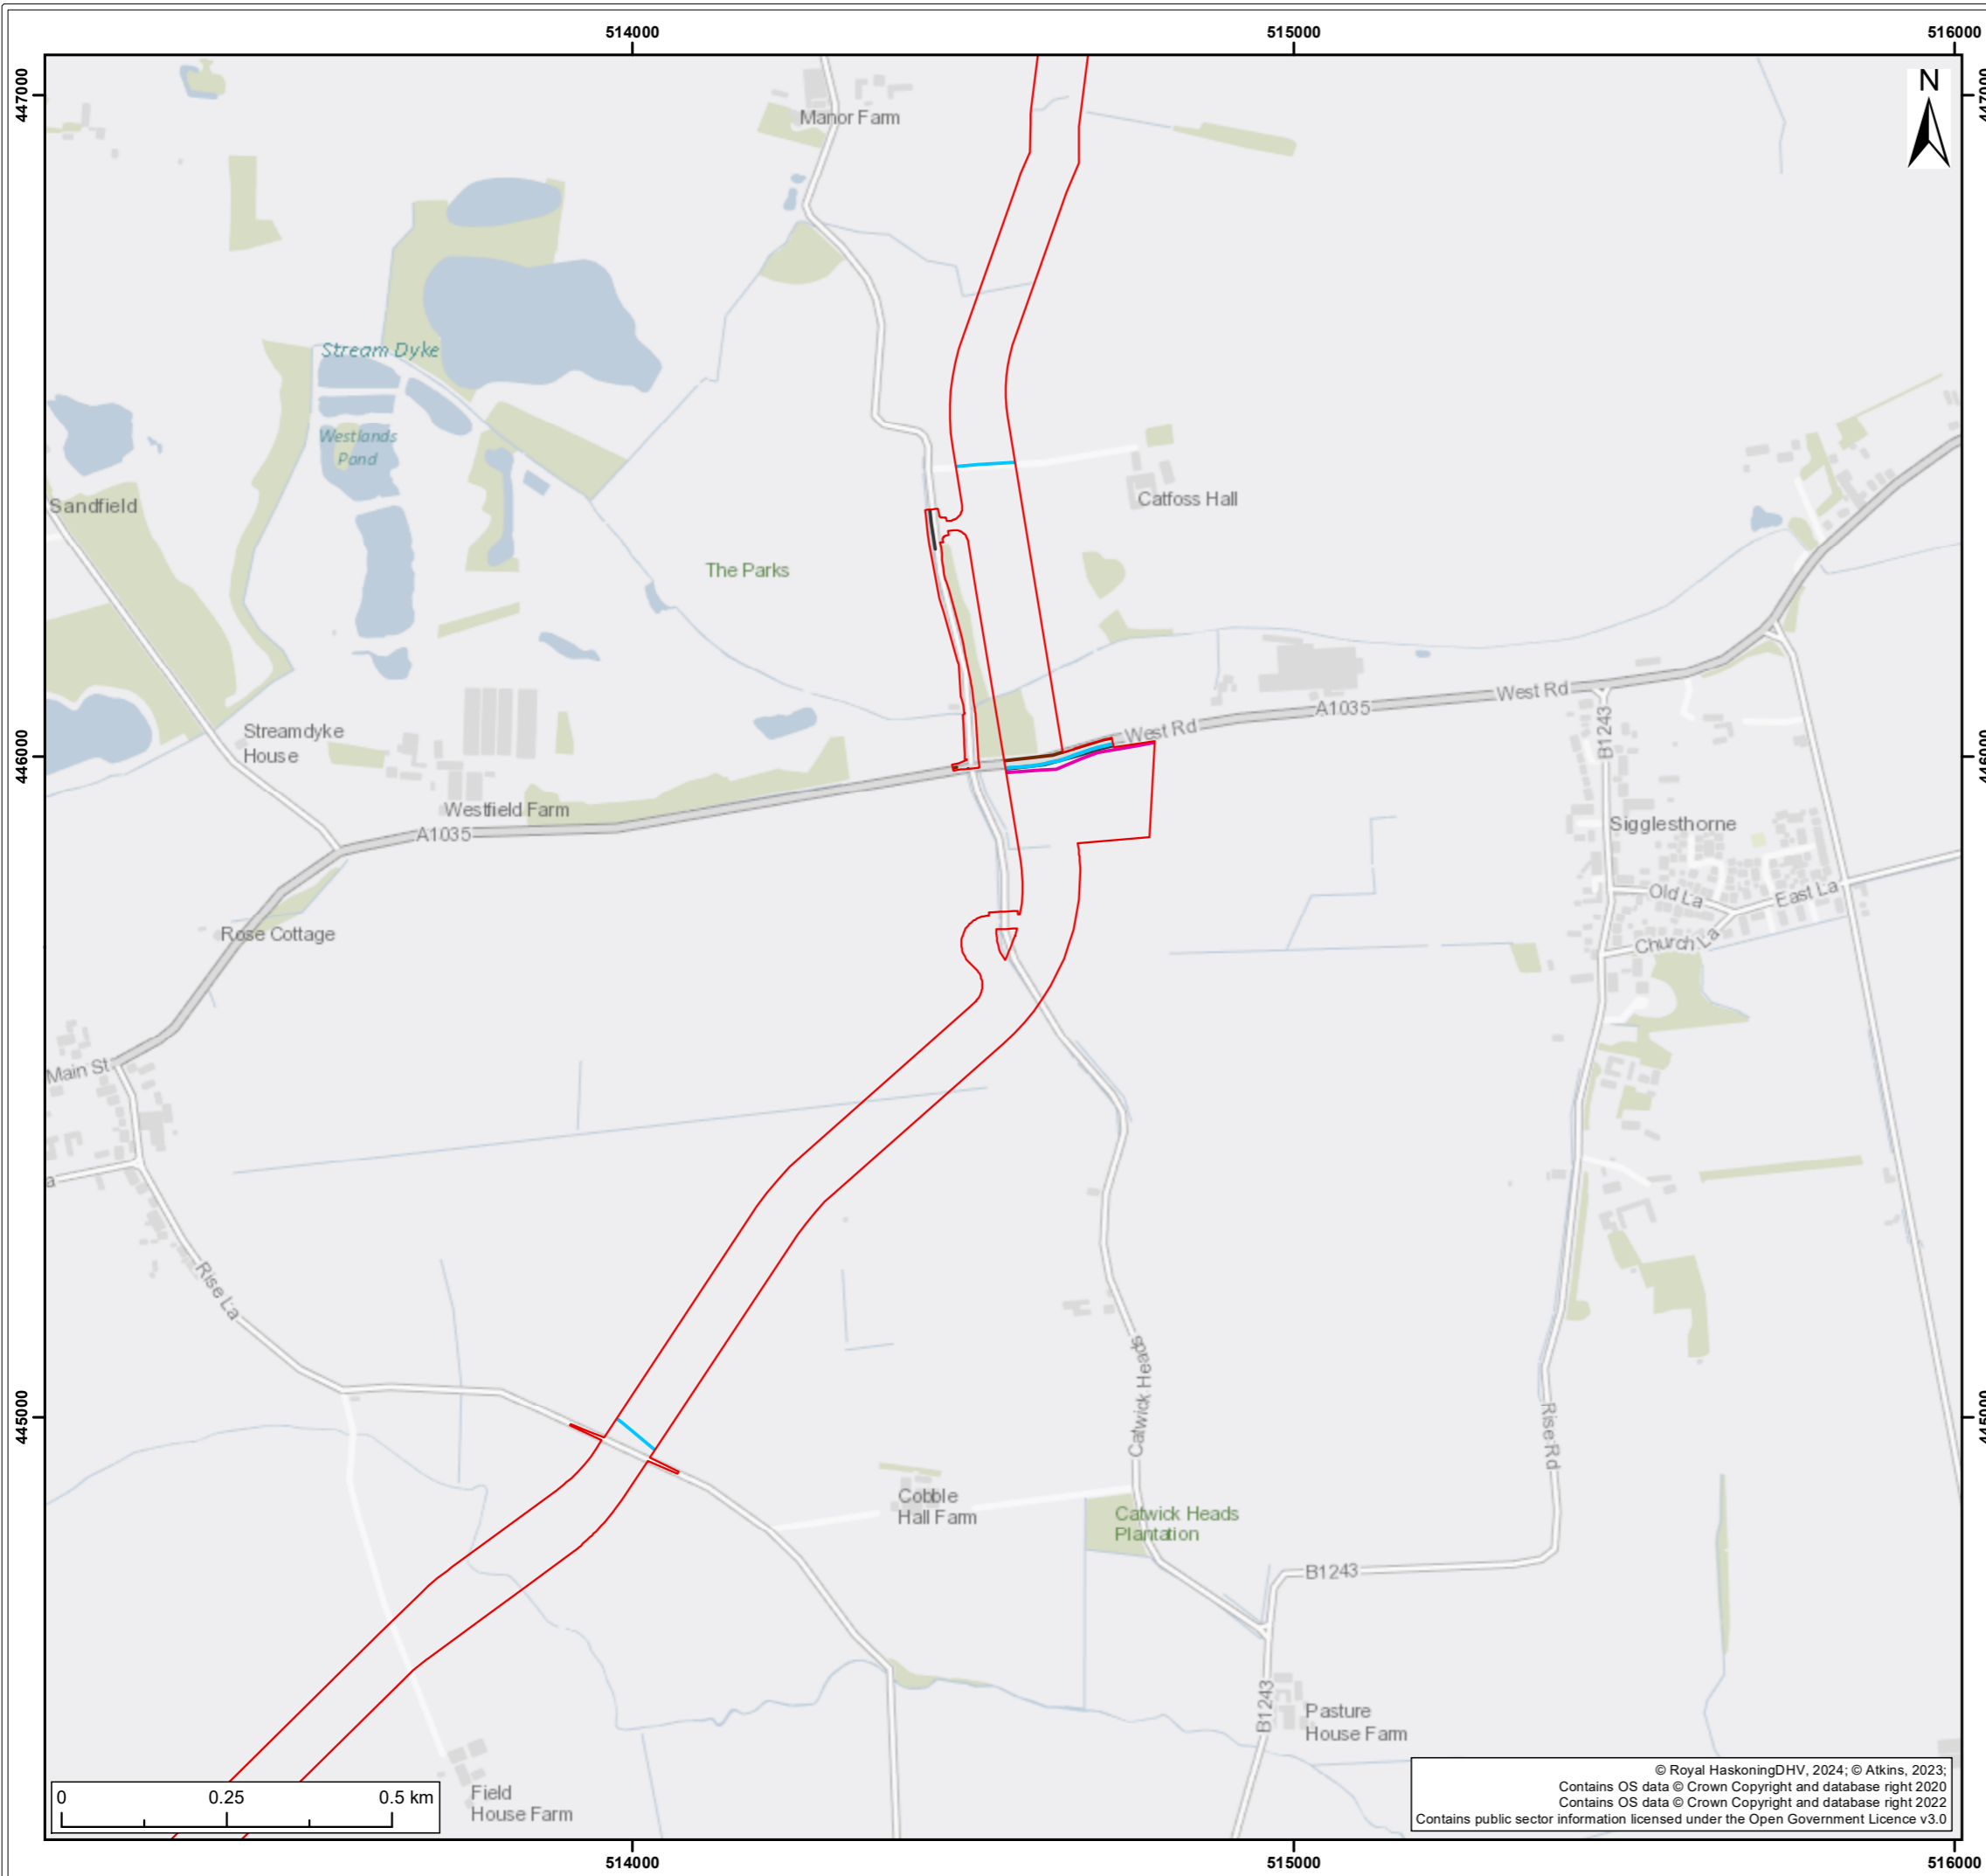 514000
515000
516000
447000
447000
N
Manor Farm
Stream Dyke
Westlands
Pond
Sandfield
Catfoss Hall
The Parks
West Rd
A1035
West Rd
B1243
446000
446000
Streamdyke
House
Westfield Farm
A1035
Sigglesthorne
Old La
East La
Church La
Rose Cottage
Main St
a
Rise La
Catwick Heads
Rise Rd
445000
445000
Cobble
Hall Farm
Catwick Heads
Plantation
B1243
B1243
Pasture
House Farm
Field
House Farm
0
0.25
0.5 km
© Royal HaskoningDHV, 2024; © Atkins, 2023;
Contains OS data © Crown Copyright and database right 2020
Contains OS data © Crown Copyright and database right 2022
Contains public sector information licensed under the Open Government Licence v3.0
514000
515000
516000